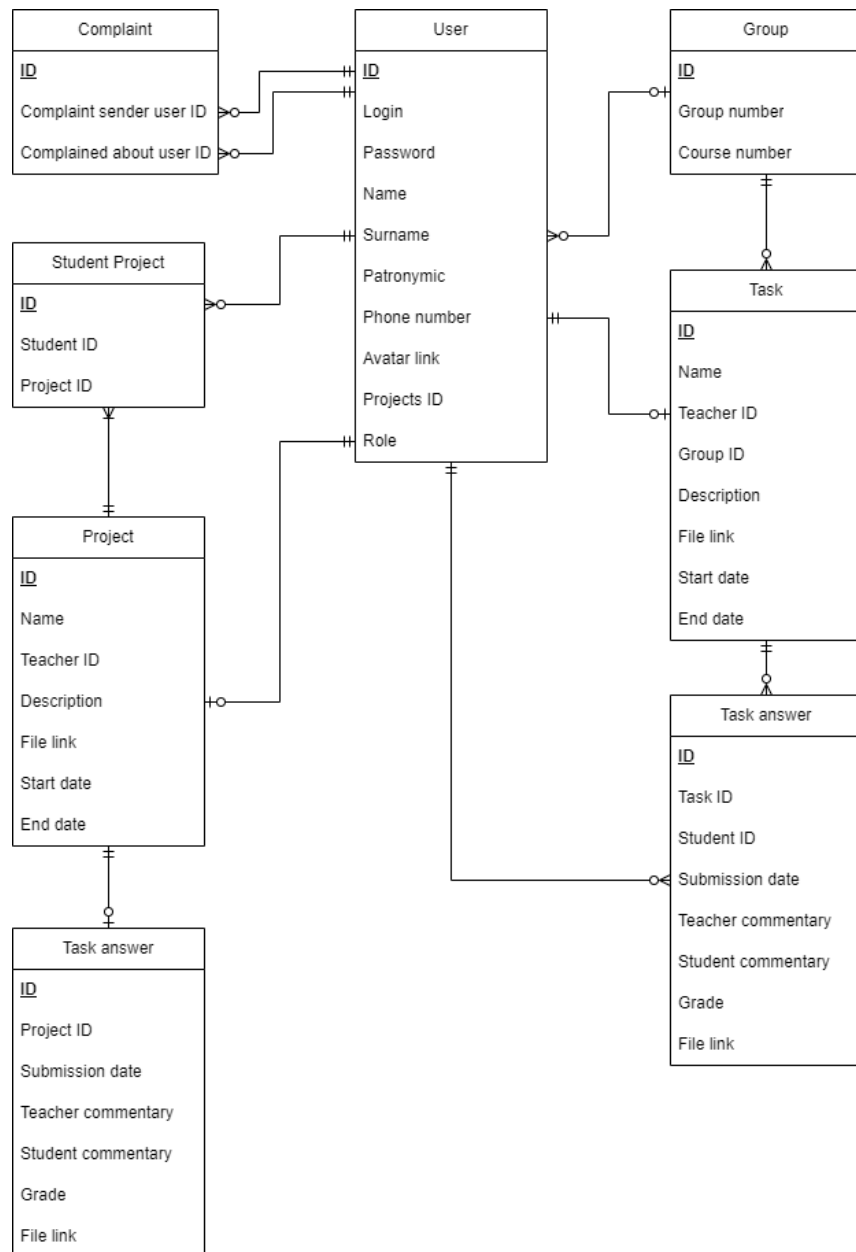 Complaint
ID
Complaint sender user ID
Complained about user ID
User
ID
Login
Password
Name
Surname
Patronymic
Phone number
Avatar link
Projects ID
Role
Group
ID
Group number
Course number
Student Project
ID
Student ID
Project ID
Task
ID
Name
Teacher ID
Group ID
Description
File link
Start date
End date
Project
ID
Name
Teacher ID
Description
File link
Start date
End date
Task answer
ID
Task ID
Student ID
Submission date
Teacher commentary
Student commentary
Grade
File link
Task answer
ID
Project ID
Submission date
Teacher commentary
Student commentary
Grade
File link